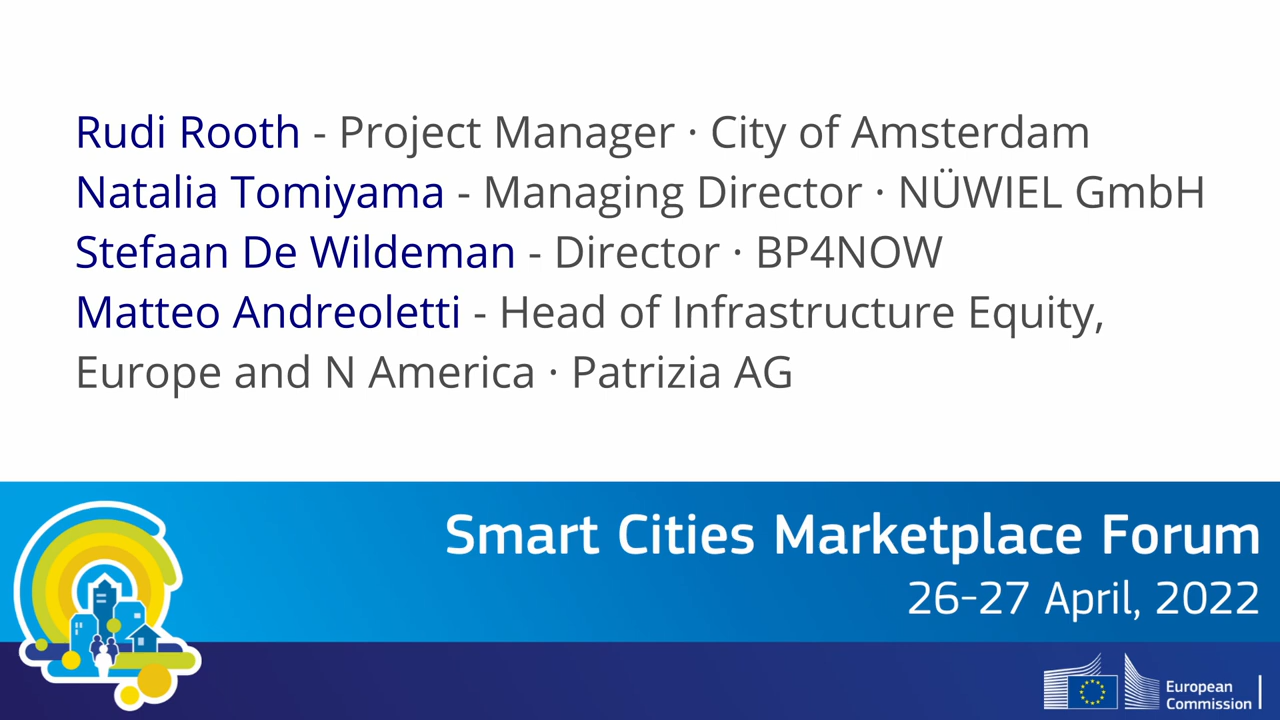 Rudi Rooth - Project Manager · City of Amsterdam
Natalia Tomiyama - Managing Director · NÜWIEL GmbH
Stefaan De Wildeman - Director · BP4NOW
Matteo Andreoletti - Head of Infrastructure Equity,
Europe and N America · Patrizia AG
Smart Cities Marketplace Forum
26-27 April, 2022
European
Commission